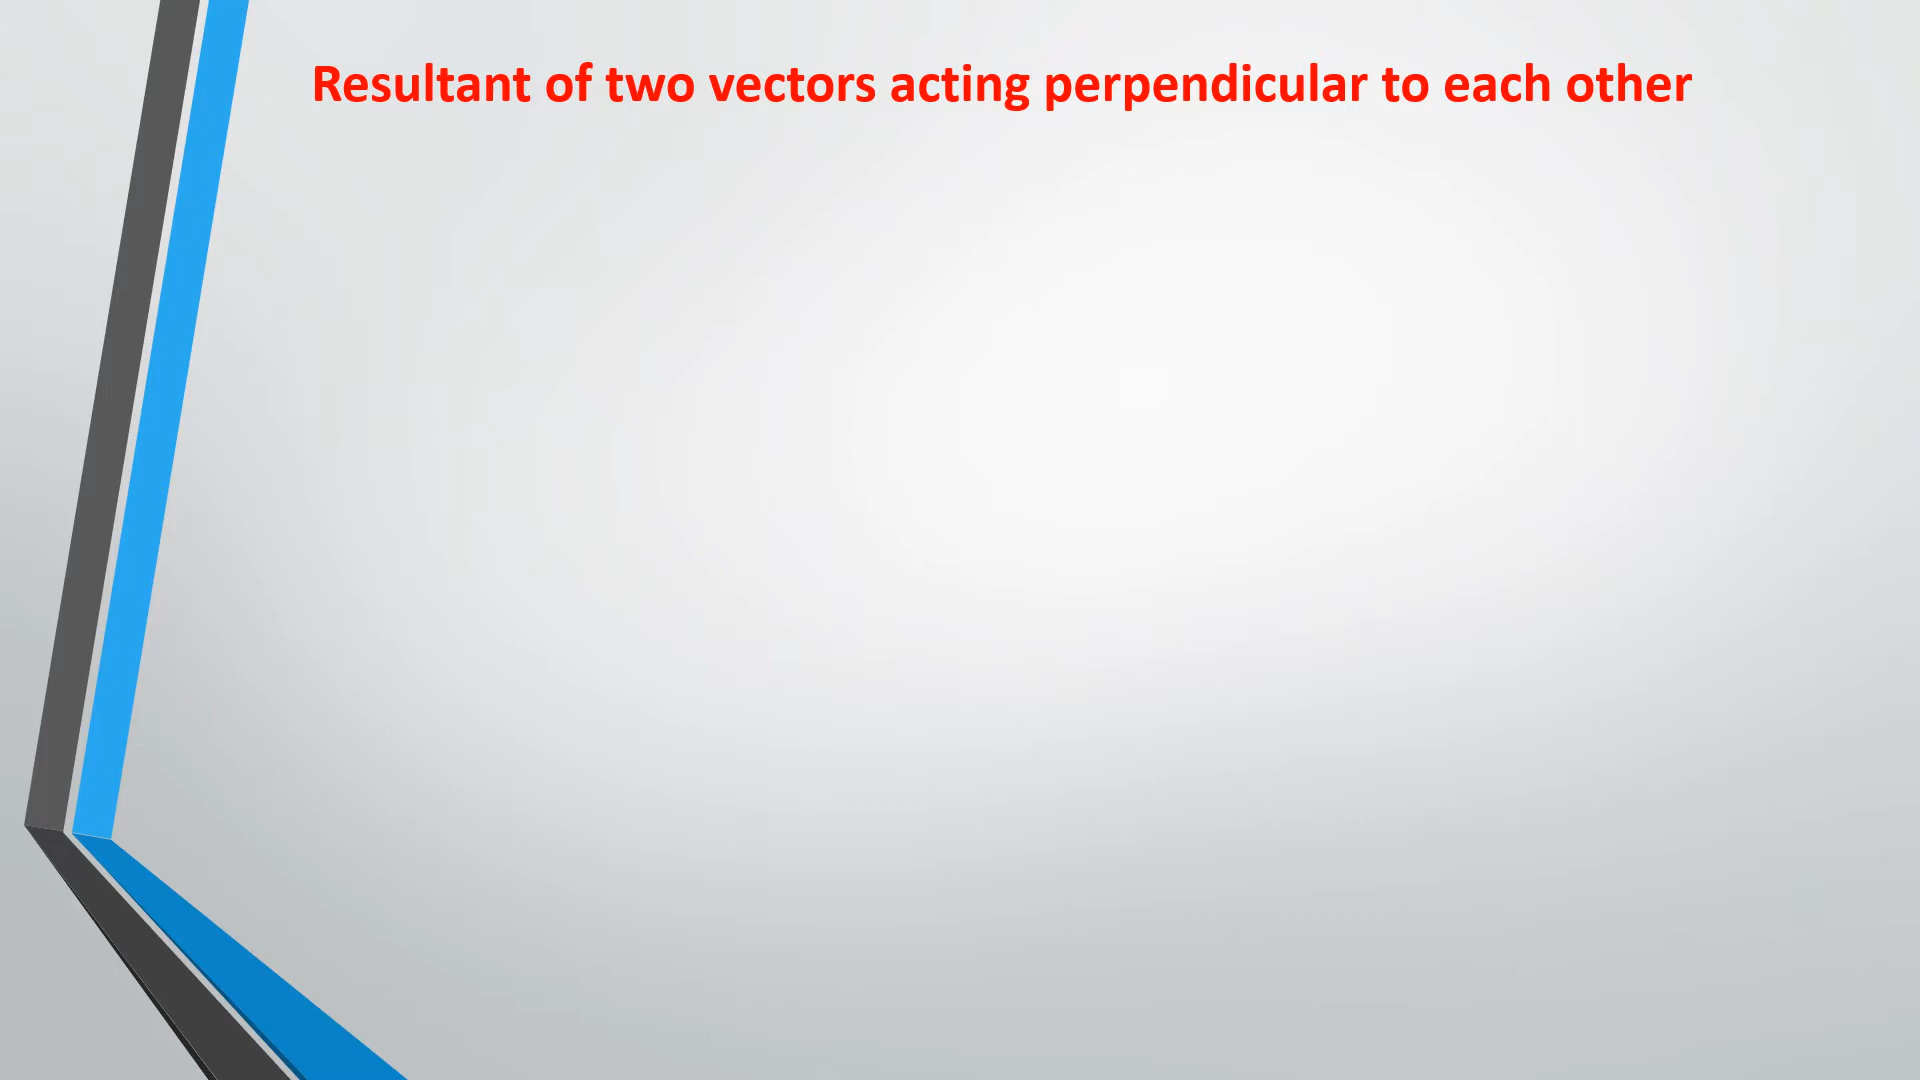 Resultant of two vectors acting perpendicular to each other